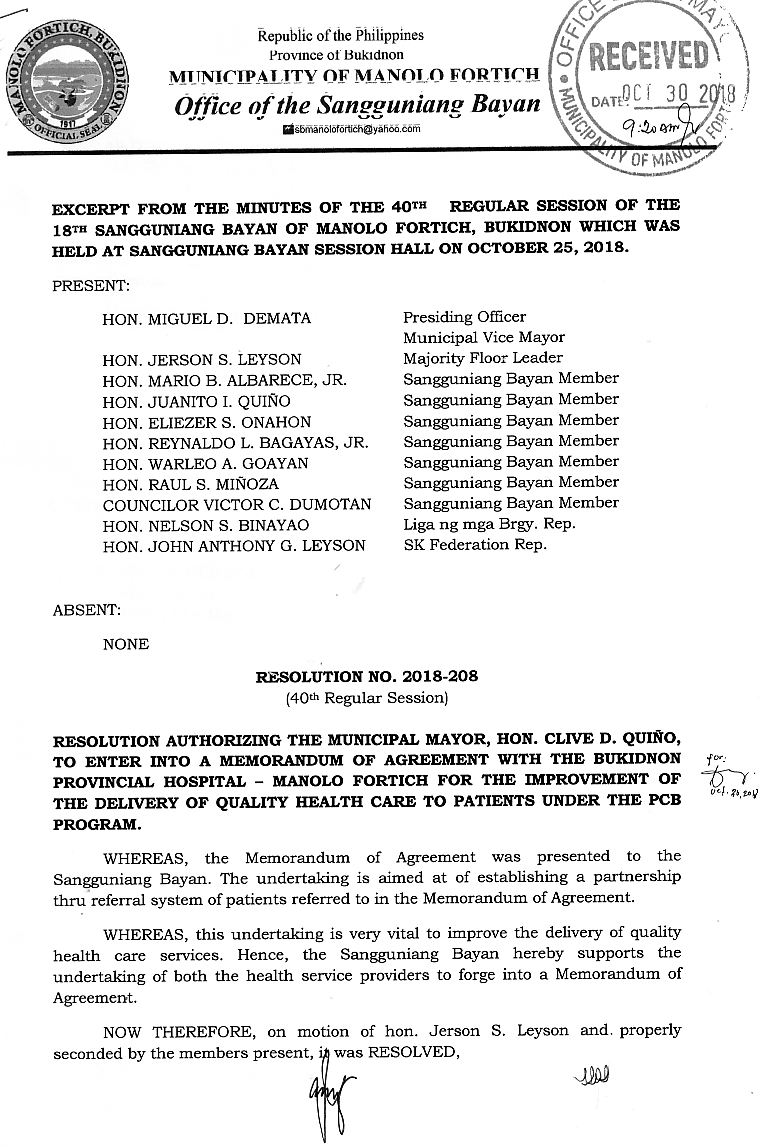 Republic of the Philippines
Province of Bukidnon
MUNICIPALITY OF MANOLO FORTICH
Office of the Sangguniang Bayan
sbmanolofortich@yahoo.com
MANOLO FORTICH, BUKIDNON
1917
OFFICIAL SEAL
OFFICE
RECEIVED
DATE: OCT 30 2018
9:20 am
MUNICIPALITY OF MANOLO FORT
EXCERPT FROM THE MINUTES OF THE 40TH REGULAR SESSION OF THE
18TH SANGGUNIANG BAYAN OF MANOLO FORTICH, BUKIDNON WHICH WAS
HELD AT SANGGUNIANG BAYAN SESSION HALL ON OCTOBER 25, 2018.
PRESENT:
HON. MIGUEL D. DEMATA Presiding Officer
Municipal Vice Mayor
HON. JERSON S. LEYSON Majority Floor Leader
HON. MARIO B. ALBARECE, JR. Sangguniang Bayan Member
HON. JUANITO I. QUIÑO Sangguniang Bayan Member
HON. ELIEZER S. ONAHON Sangguniang Bayan Member
HON. REYNALDO L. BAGAYAS, JR. Sangguniang Bayan Member
HON. WARLEO A. GOAYAN Sangguniang Bayan Member
HON. RAUL S. MIÑOZA Sangguniang Bayan Member
COUNCILOR VICTOR C. DUMOTAN Sangguniang Bayan Member
HON. NELSON S. BINAYAO Liga ng mga Brgy. Rep.
HON. JOHN ANTHONY G. LEYSON SK Federation Rep.
ABSENT:
NONE
RESOLUTION NO. 2018-208
(40th Regular Session)
RESOLUTION AUTHORIZING THE MUNICIPAL MAYOR, HON. CLIVE D. QUIÑO,
TO ENTER INTO A MEMORANDUM OF AGREEMENT WITH THE BUKIDNON
PROVINCIAL HOSPITAL – MANOLO FORTICH FOR THE IMPROVEMENT OF
THE DELIVERY OF QUALITY HEALTH CARE TO PATIENTS UNDER THE PCB
PROGRAM.
for:
WHEREAS, the Memorandum of Agreement was presented to the
Sangguniang Bayan. The undertaking is aimed at of establishing a partnership
thru referral system of patients referred to in the Memorandum of Agreement.
WHEREAS, this undertaking is very vital to improve the delivery of quality
health care services. Hence, the Sangguniang Bayan hereby supports the
undertaking of both the health service providers to forge into a Memorandum of
Agreement.
NOW THEREFORE, on motion of hon. Jerson S. Leyson and properly
seconded by the members present, it was RESOLVED,